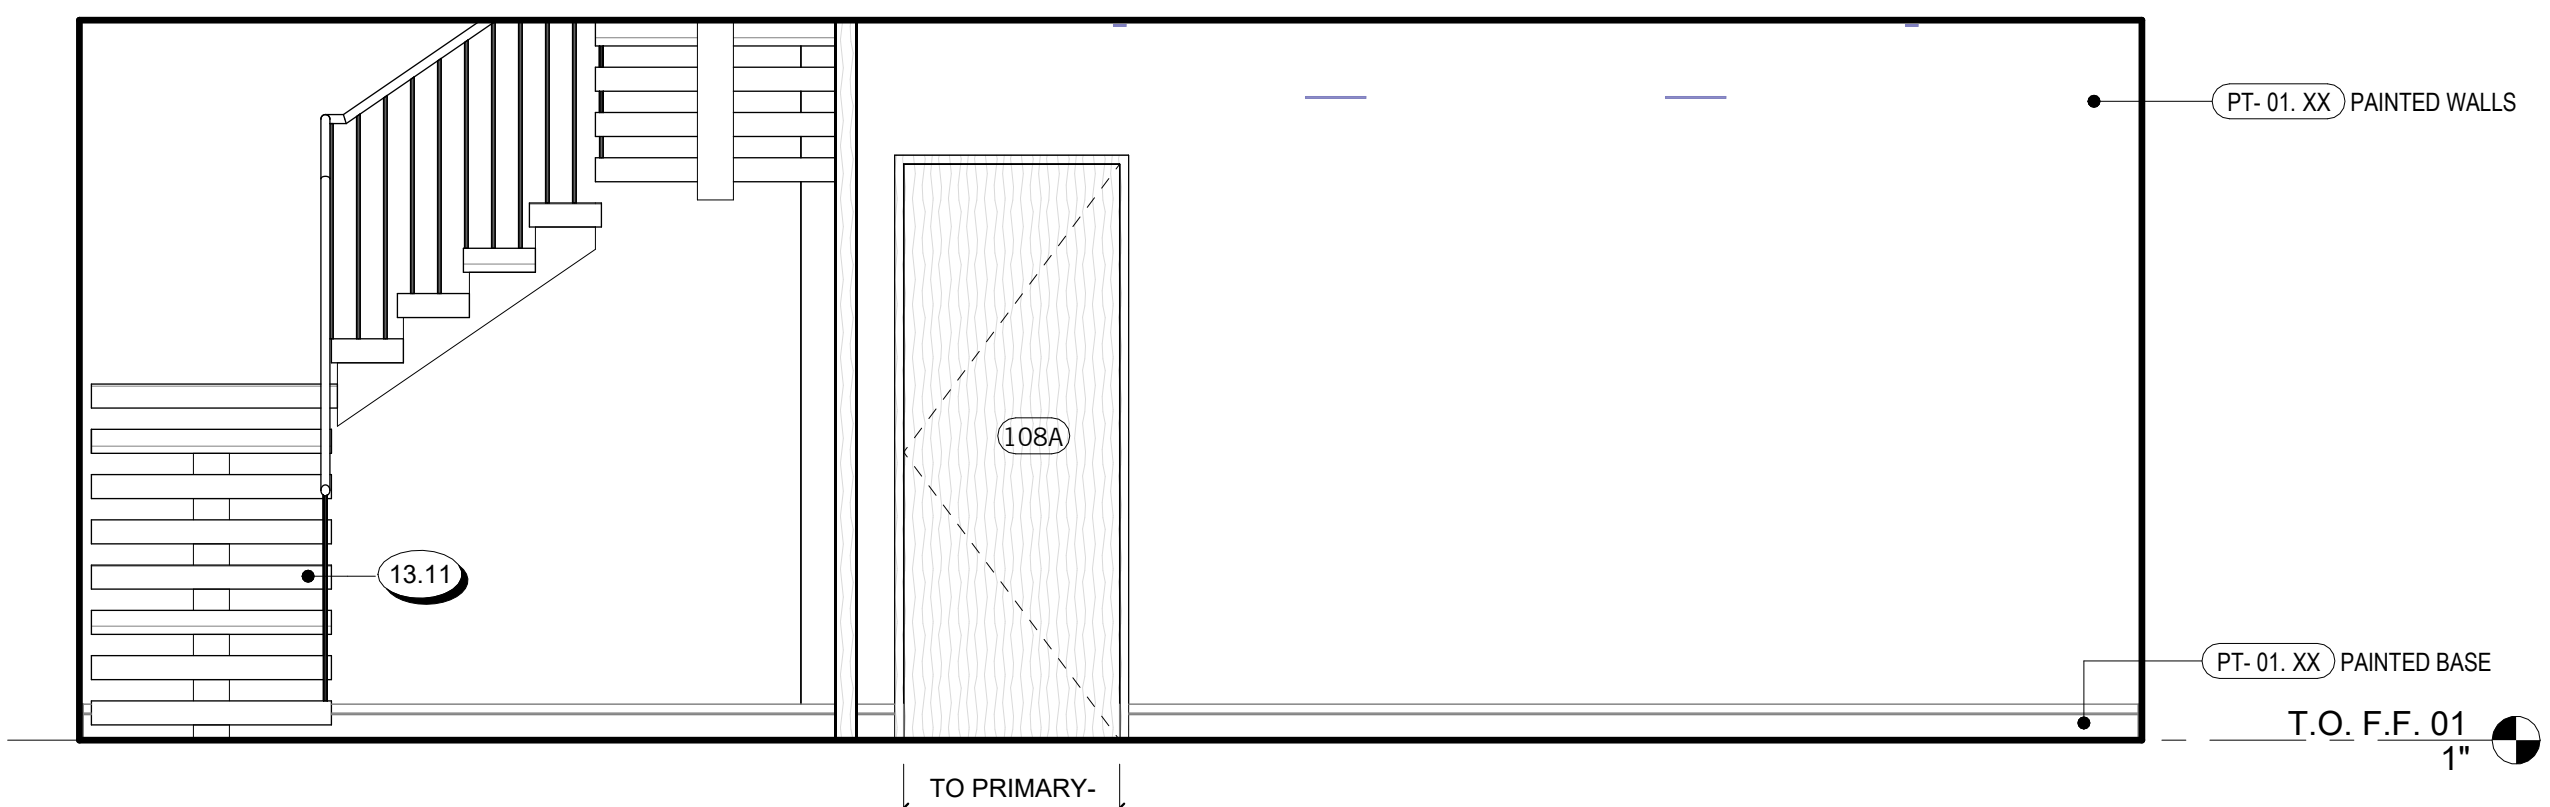 PT- 01. XX PAINTED WALLS
108A
13.11
PT- 01. XX PAINTED BASE
T.O. F.F. 01
1"
TO PRIMARY-